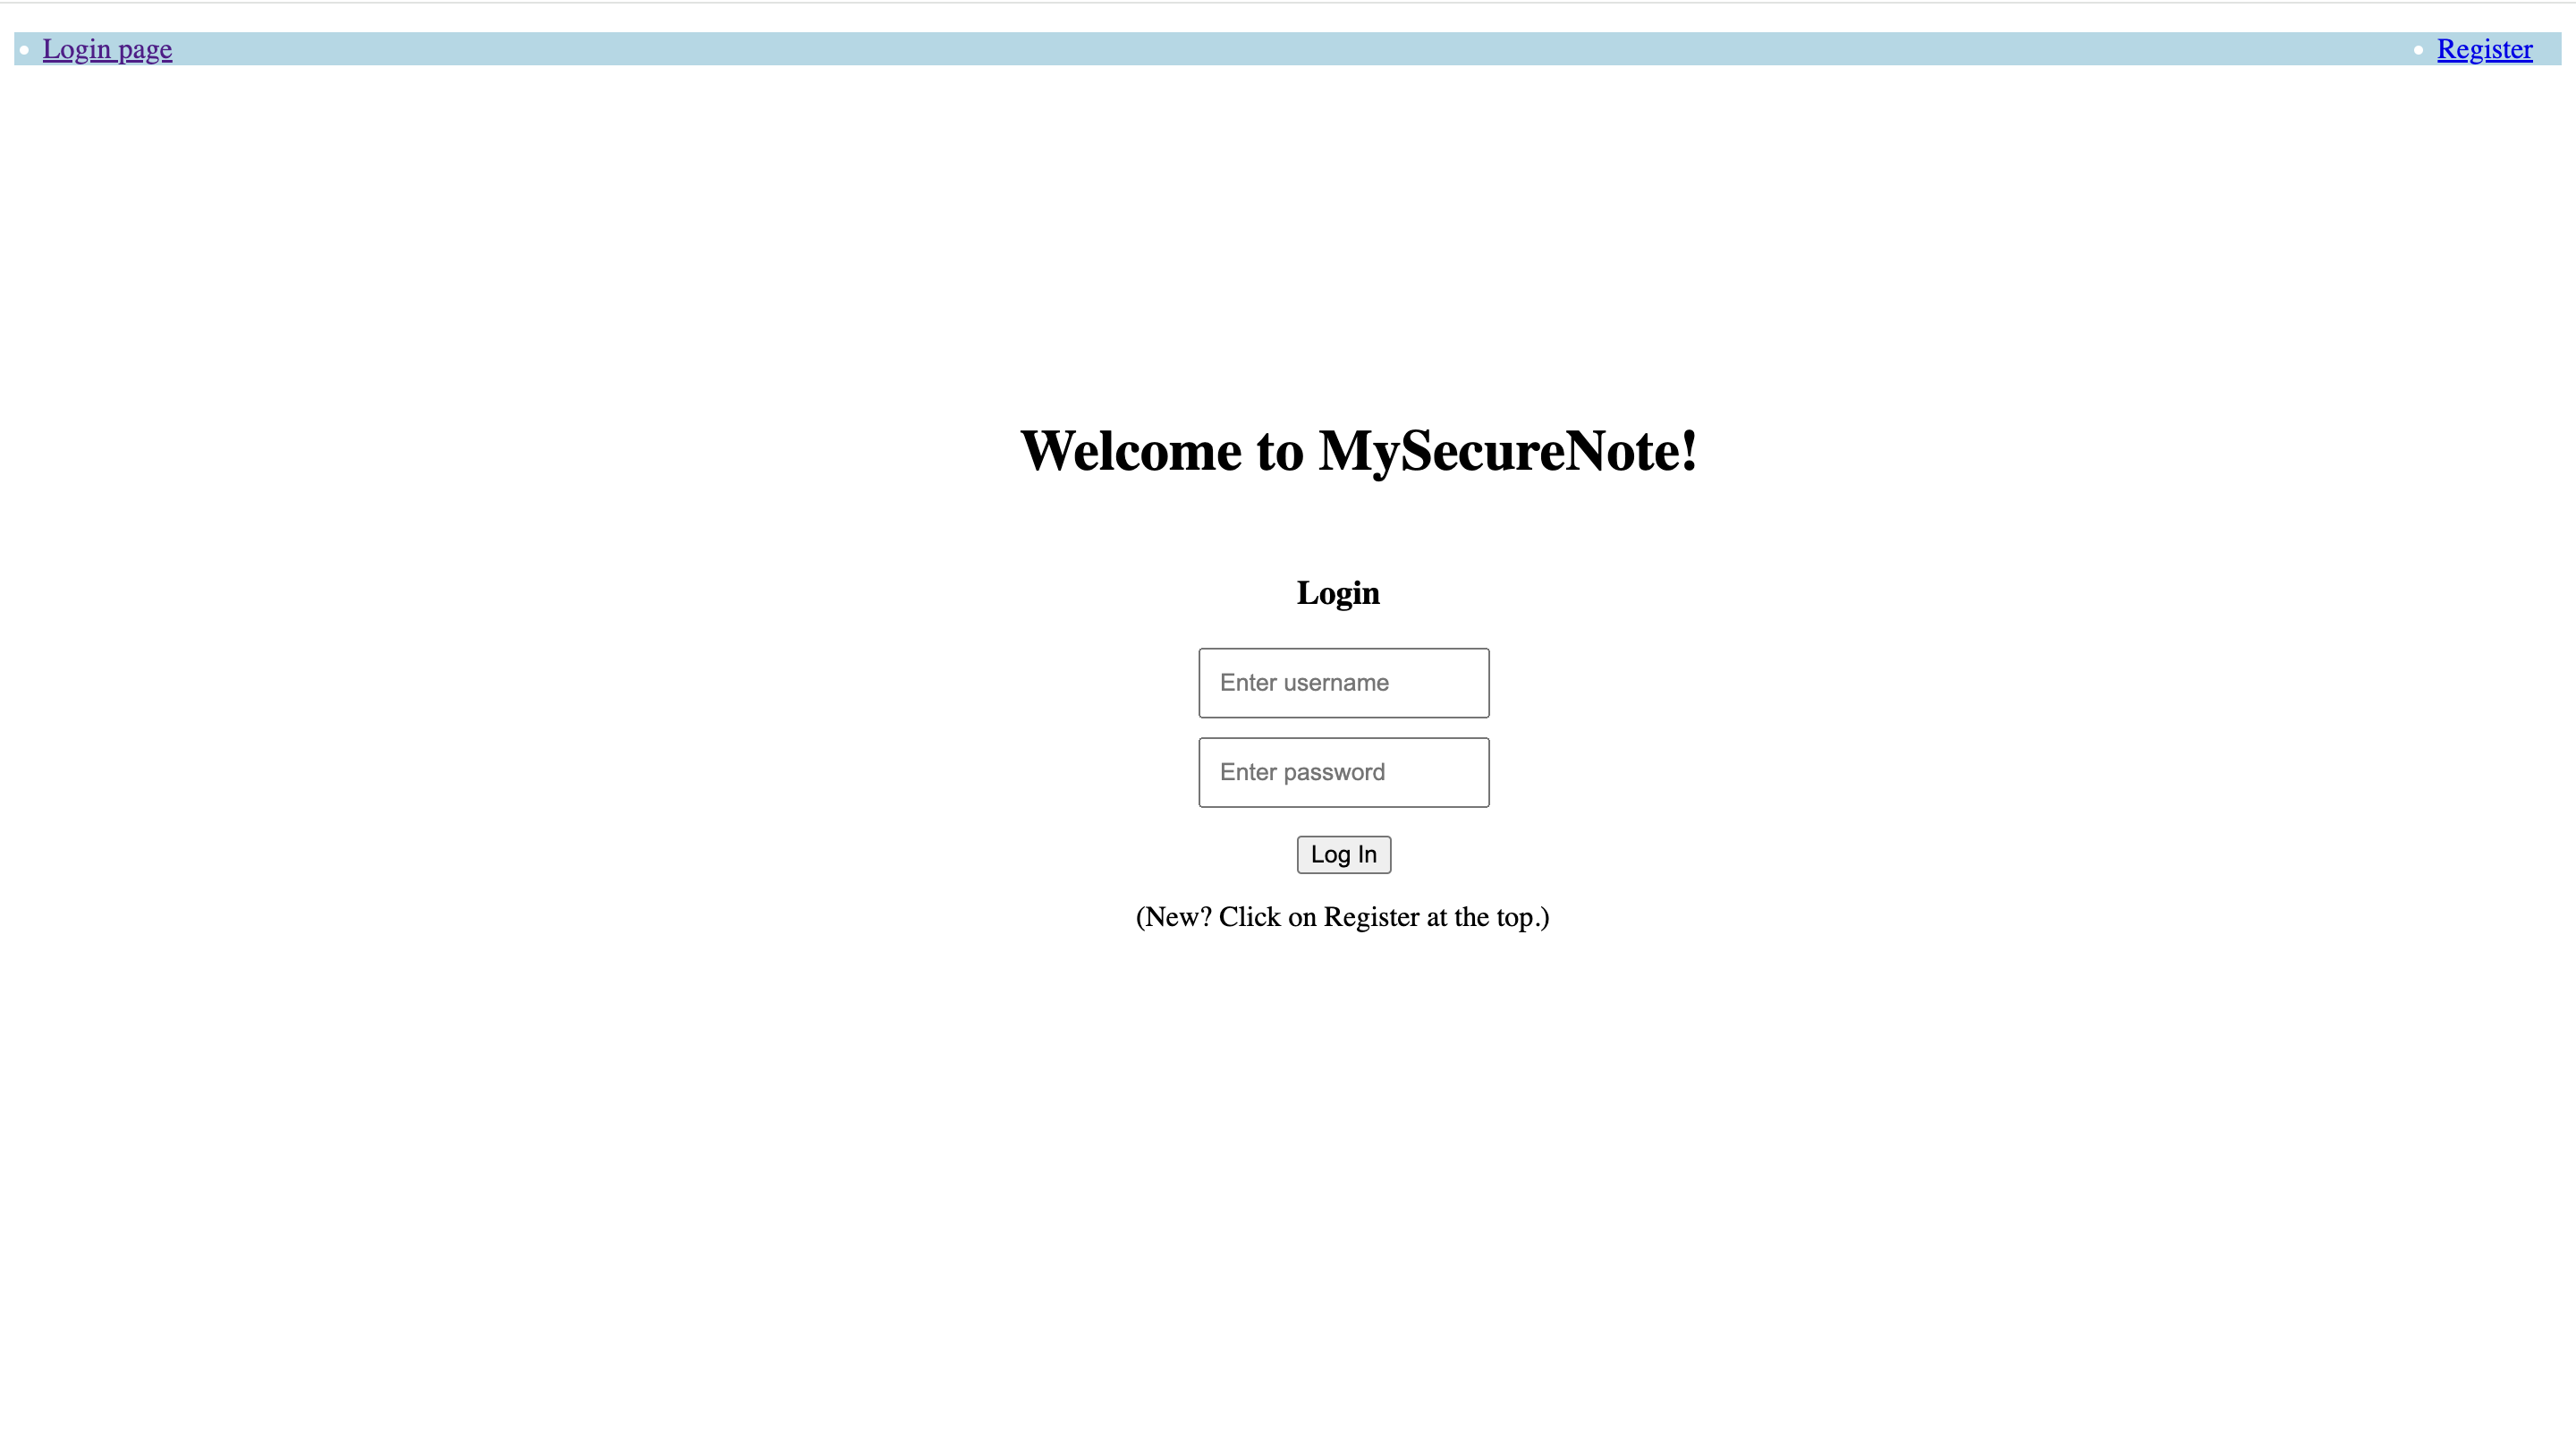 Login page
Register
Welcome to MySecureNote!
Login
Enter username
Enter password
Log In
(New? Click on Register at the top.)